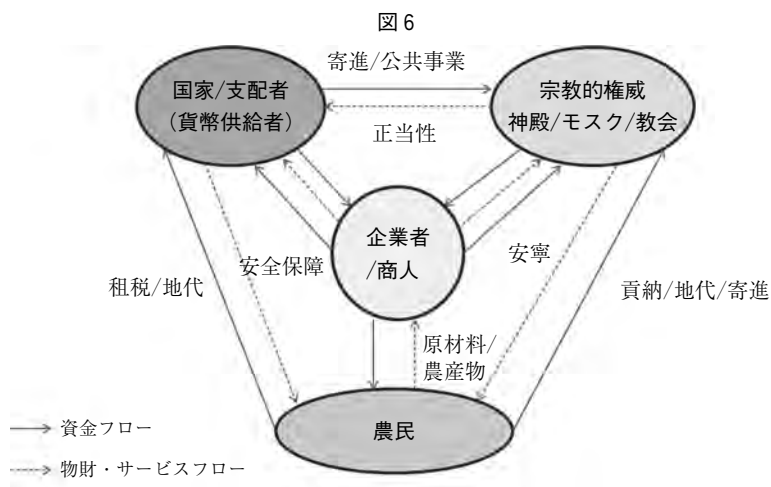 図6
寄進/公共事業
国家/支配者
（貨幣供給者）
宗教的権威
神殿/モスク/教会
正当性
企業者
/商人
安全保障
安寧
租税/地代
貢納/地代/寄進
原材料/
農産物
農民
資金フロー
物財・サービスフロー